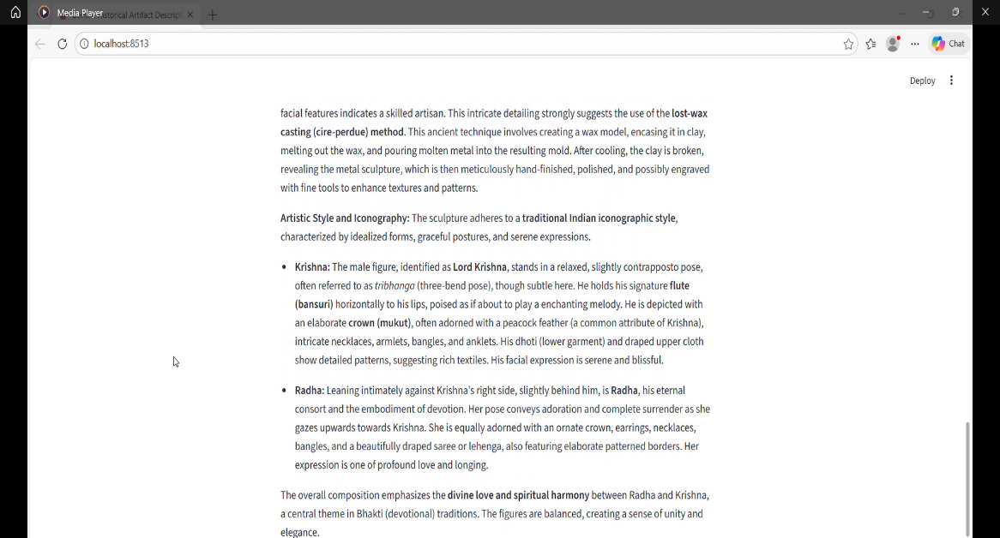 Media Player
storical Artifact Descript
localhost:8513
Chat
Deploy
facial features indicates a skilled artisan. This intricate detailing strongly suggests the use of the lost-wax
casting (cire-perdue) method. This ancient technique involves creating a wax model, encasing it in clay,
melting out the wax, and pouring molten metal into the resulting mold. After cooling, the clay is broken,
revealing the metal sculpture, which is then meticulously hand-finished, polished, and possibly engraved
with fine tools to enhance textures and patterns.
Artistic Style and Iconography: The sculpture adheres to a traditional Indian iconographic style,
characterized by idealized forms, graceful postures, and serene expressions.
• Krishna: The male figure, identified as Lord Krishna, stands in a relaxed, slightly contrapposto pose,
often referred to as tribhanga (three-bend pose), though subtle here. He holds his signature flute
(bansuri) horizontally to his lips, poised as if about to play a enchanting melody. He is depicted with
an elaborate crown (mukut), often adorned with a peacock feather (a common attribute of Krishna),
intricate necklaces, armlets, bangles, and anklets. His dhoti (lower garment) and draped upper cloth
show detailed patterns, suggesting rich textiles. His facial expression is serene and blissful.
• Radha: Leaning intimately against Krishna's right side, slightly behind him, is Radha, his eternal
consort and the embodiment of devotion. Her pose conveys adoration and complete surrender as she
gazes upwards towards Krishna. She is equally adorned with an ornate crown, earrings, necklaces,
bangles, and a beautifully draped saree or lehenga, also featuring elaborate patterned borders. Her
expression is one of profound love and longing.
The overall composition emphasizes the divine love and spiritual harmony between Radha and Krishna,
a central theme in Bhakti (devotional) traditions. The figures are balanced, creating a sense of unity and
elegance.